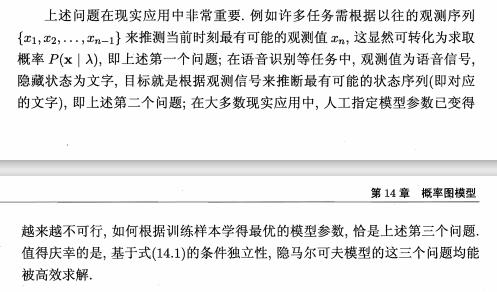 上述问题在现实应用中非常重要. 例如许多任务需根据以往的观测序列
{x₁, x₂, . . . , xₙ₋₁} 来推测当前时刻最有可能的观测值 xₙ, 这显然可转化为求取
概率 P(x | λ), 即上述第一个问题; 在语音识别等任务中, 观测值为语音信号,
隐藏状态为文字, 目标就是根据观测信号来推断最有可能的状态序列(即对应
的文字), 即上述第二个问题; 在大多数现实应用中, 人工指定模型参数已变得
第 14 章 概率图模型
越来越不可行, 如何根据训练样本学得最优的模型参数, 恰是上述第三个问题.
值得庆幸的是, 基于式(14.1)的条件独立性, 隐马尔可夫模型的这三个问题均能
被高效求解.